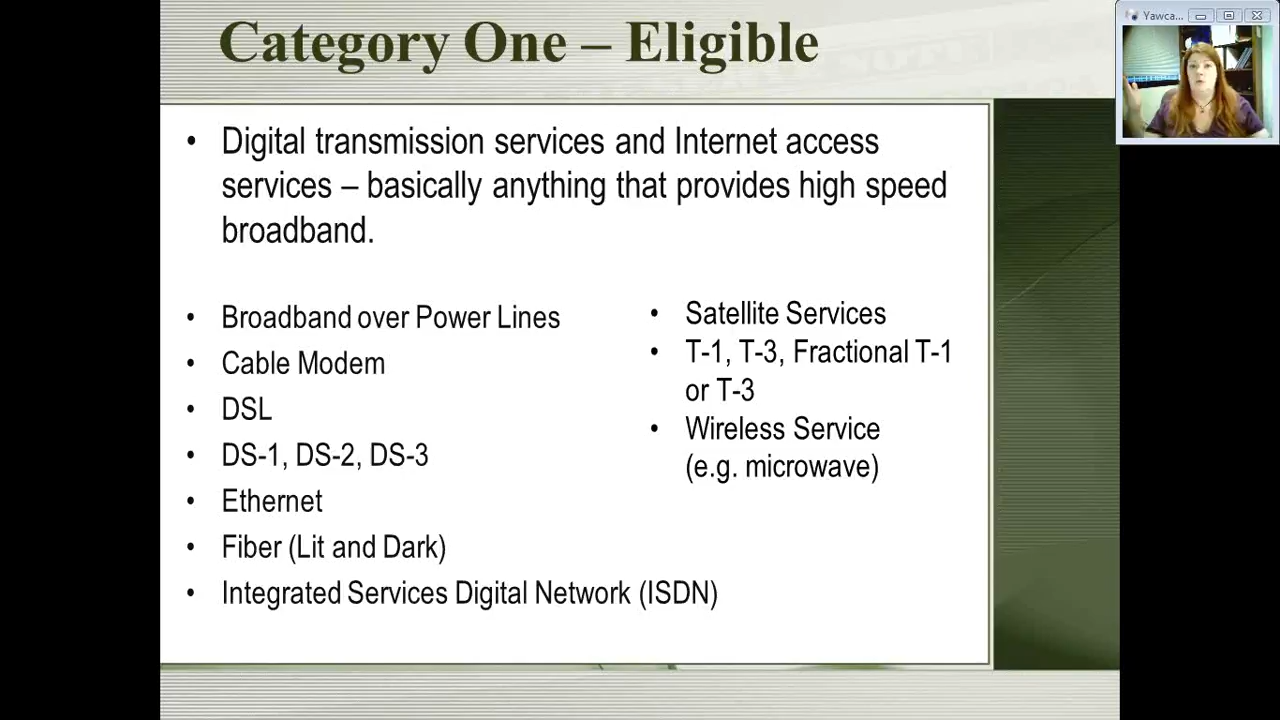 Category One – Eligible
Yawca...
• Digital transmission services and Internet access
services – basically anything that provides high speed
broadband.
• Broadband over Power Lines
• Cable Modem
• DSL
• DS-1, DS-2, DS-3
• Ethernet
• Fiber (Lit and Dark)
• Integrated Services Digital Network (ISDN)
• Satellite Services
• T-1, T-3, Fractional T-1
or T-3
• Wireless Service
(e.g. microwave)